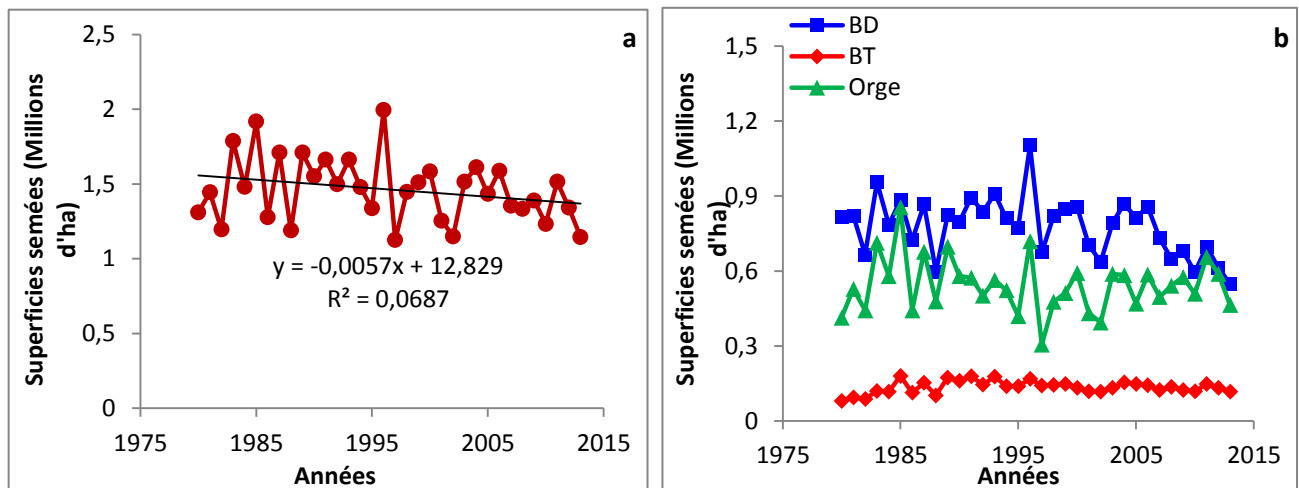 a
2,5
2
1,5
1
0,5
0
Superficies semées (Millions
d'ha)
y = -0,0057x + 12,829
R² = 0,0687
1975 1985 1995 2005 2015
Années
b
BD
BT
Orge
1,5
1,2
0,9
0,6
0,3
0
Superficies semées (Millions
d'ha)
1975 1985 1995 2005 2015
Années